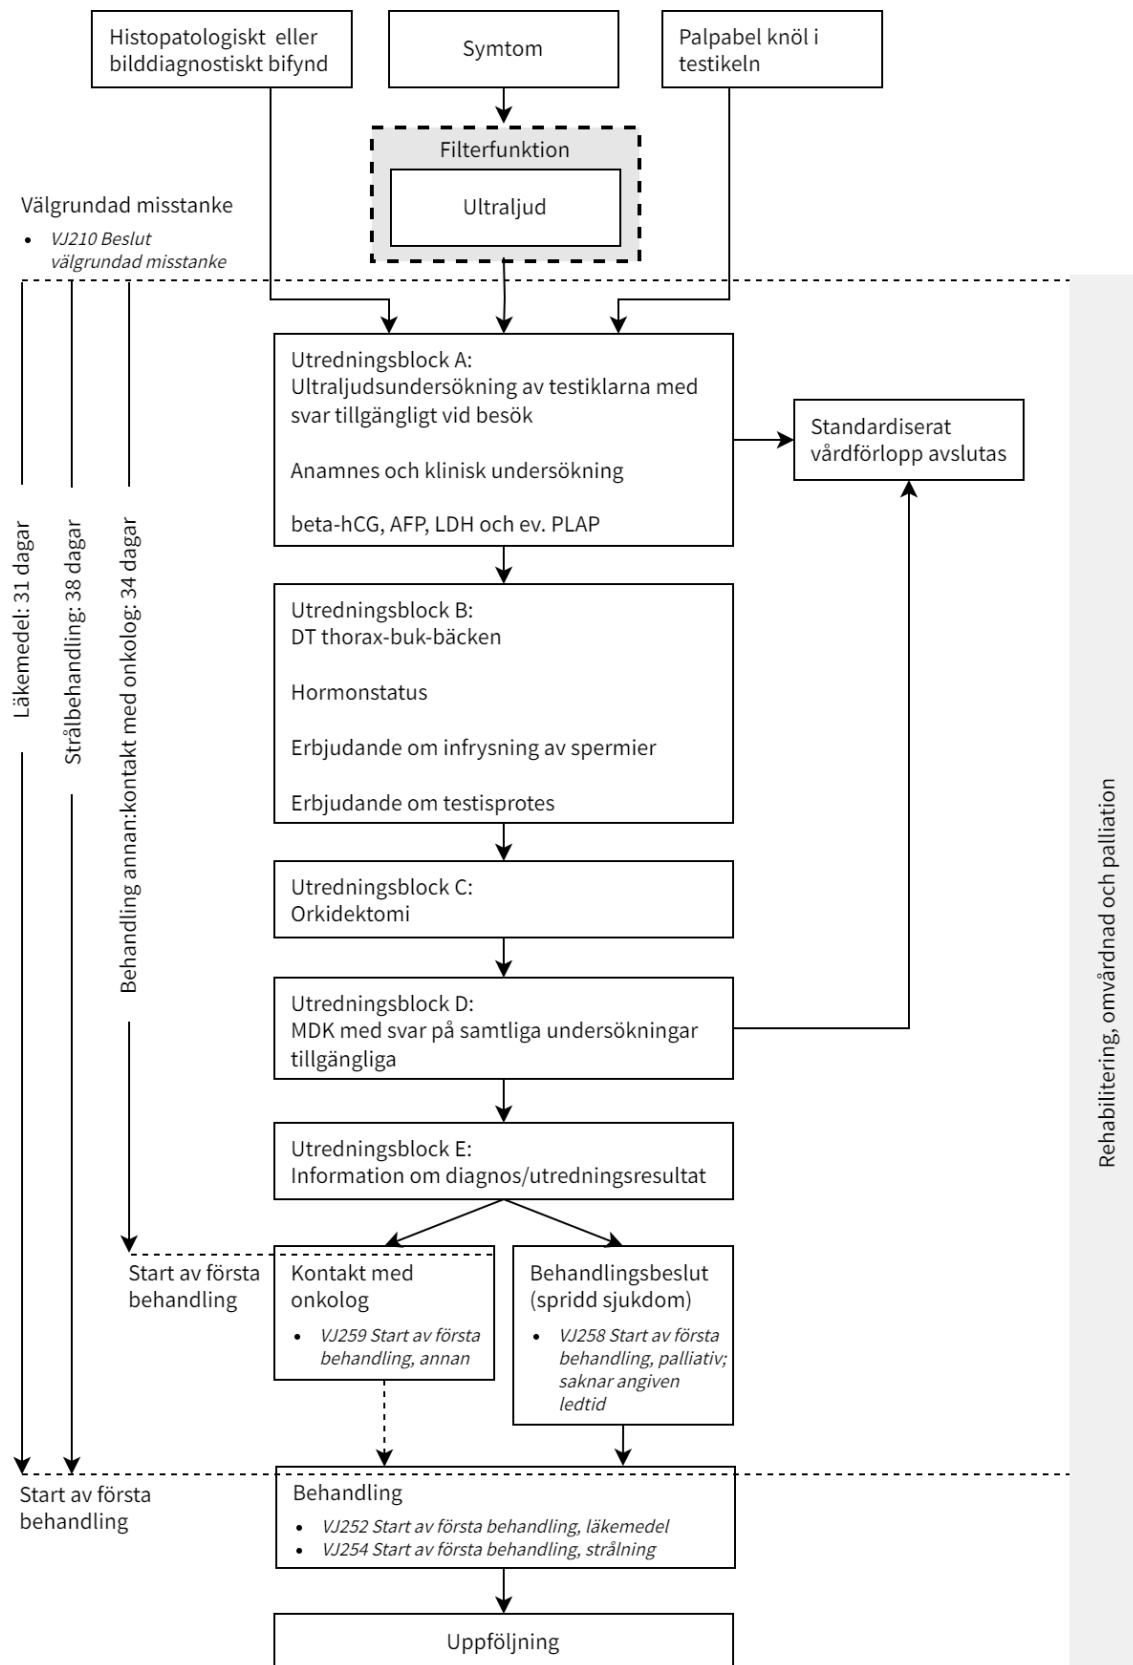 Histopatologiskt eller
bilddiagnostiskt bifynd
Symtom
Palpabel knöl i
testikeln
Filterfunktion
Ultraljud
Välgrundad misstanke
• VJ210 Beslut
välgrundad misstanke
Utredningsblock A:
Ultraljudsundersökning av testiklarna med
svar tillgängligt vid besök
Anamnes och klinisk undersökning
beta-hCG, AFP, LDH och ev. PLAP
Standardiserat
vårdförlopp avslutas
Läkemedel: 31 dagar
Strålbehandling: 38 dagar
Behandling annan:kontakt med onkolog: 34 dagar
Utredningsblock B:
DT thorax-buk-bäcken
Hormonstatus
Erbjudande om infrysning av spermier
Erbjudande om testisprotes
Utredningsblock C:
Orkidektomi
Utredningsblock D:
MDK med svar på samtliga undersökningar
tillgängliga
Rehabilitering, omvårdnad och palliation
Utredningsblock E:
Information om diagnos/utredningsresultat
Start av första
behandling
Kontakt med
onkolog
• VJ259 Start av första
behandling, annan
Behandlingsbeslut
(spridd sjukdom)
• VJ258 Start av första
behandling, palliativ;
saknar angiven
ledtid
Start av första
behandling
Behandling
• VJ252 Start av första behandling, läkemedel
• VJ254 Start av första behandling, strålning
Uppföljning